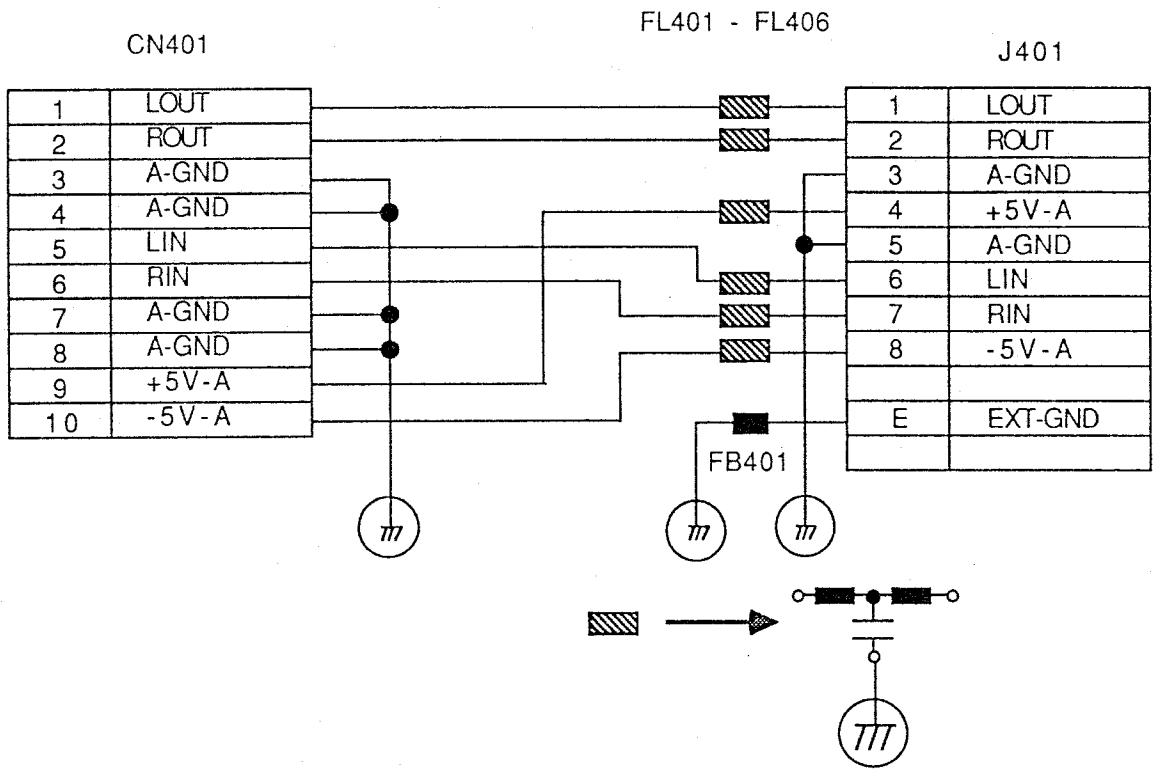 FL401 - FL406
CN401
J401
1 LOUT
2 ROUT
3 A-GND
4 A-GND
5 LIN
6 RIN
7 A-GND
8 A-GND
9 +5V-A
10 -5V-A
1 LOUT
2 ROUT
3 A-GND
4 +5V-A
5 A-GND
6 LIN
7 RIN
8 -5V-A
E EXT-GND
FB401